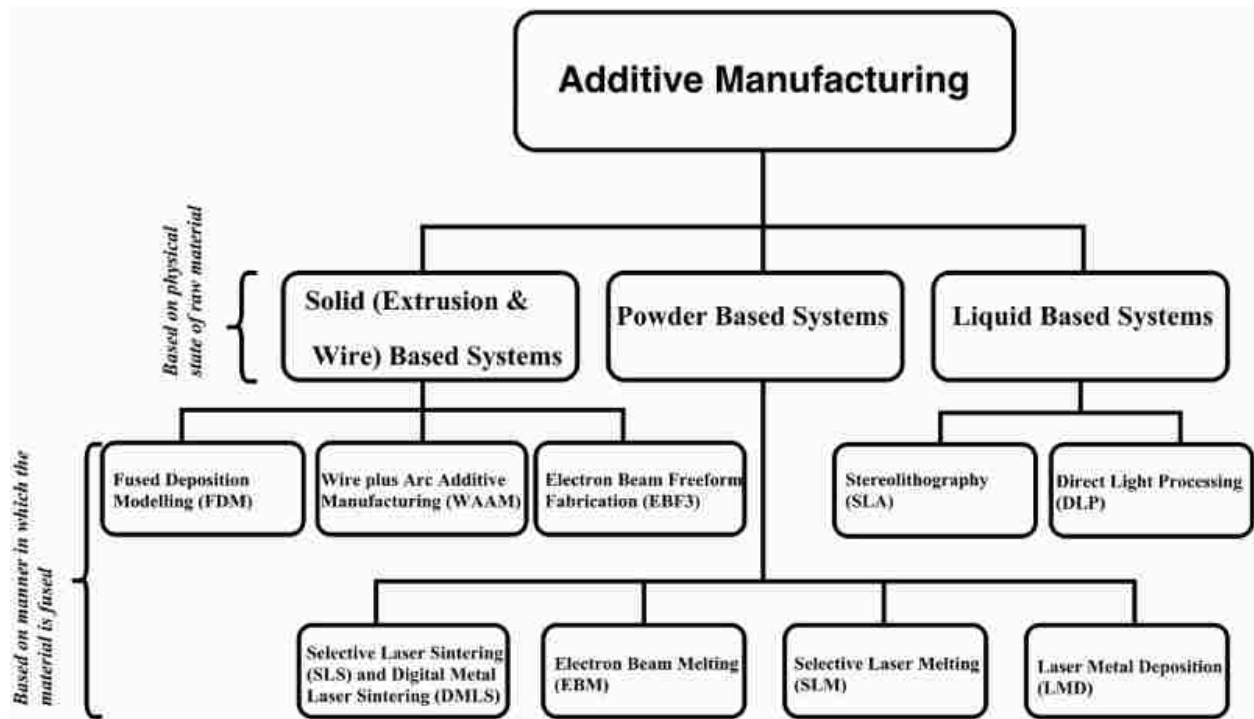 Additive Manufacturing
Based on physical
state of raw material
Solid (Extrusion &
Wire) Based Systems
Powder Based Systems
Liquid Based Systems
Based on manner in which the
material is fused
Fused Deposition
Modelling (FDM)
Wire plus Arc Additive
Manufacturing (WAAM)
Electron Beam Freeform
Fabrication (EBF3)
Stereolithography
(SLA)
Direct Light Processing
(DLP)
Selective Laser Sintering
(SLS) and Digital Metal
Laser Sintering (DMLS)
Electron Beam Melting
(EBM)
Selective Laser Melting
(SLM)
Laser Metal Deposition
(LMD)